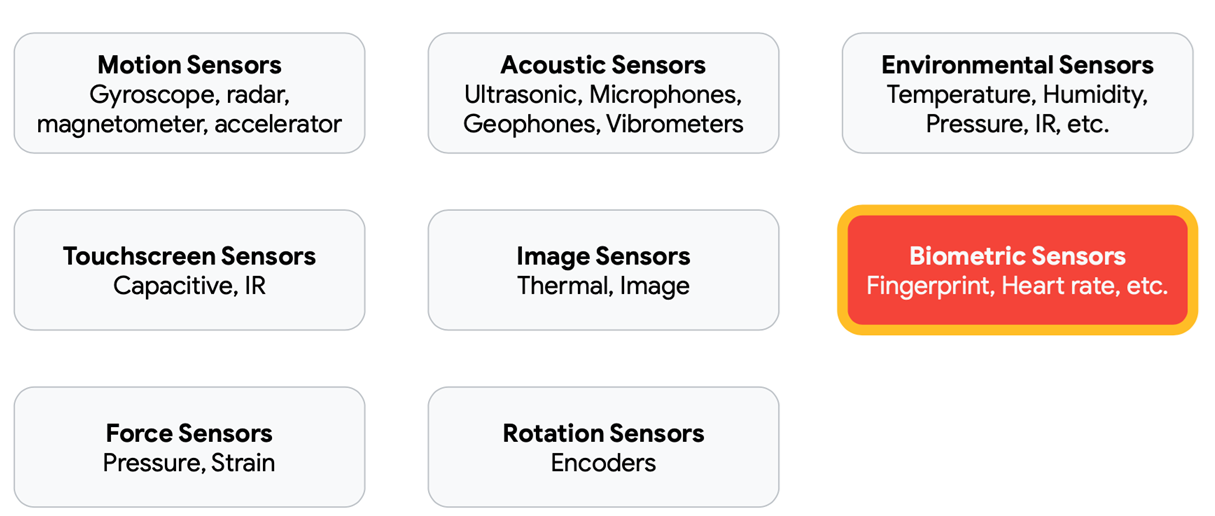 Motion Sensors
Gyroscope, radar,
magnetometer, accelerator
Acoustic Sensors
Ultrasonic, Microphones,
Geophones, Vibrometers
Environmental Sensors
Temperature, Humidity,
Pressure, IR, etc.
Touchscreen Sensors
Capacitive, IR
Image Sensors
Thermal, Image
Biometric Sensors
Fingerprint, Heart rate, etc.
Force Sensors
Pressure, Strain
Rotation Sensors
Encoders